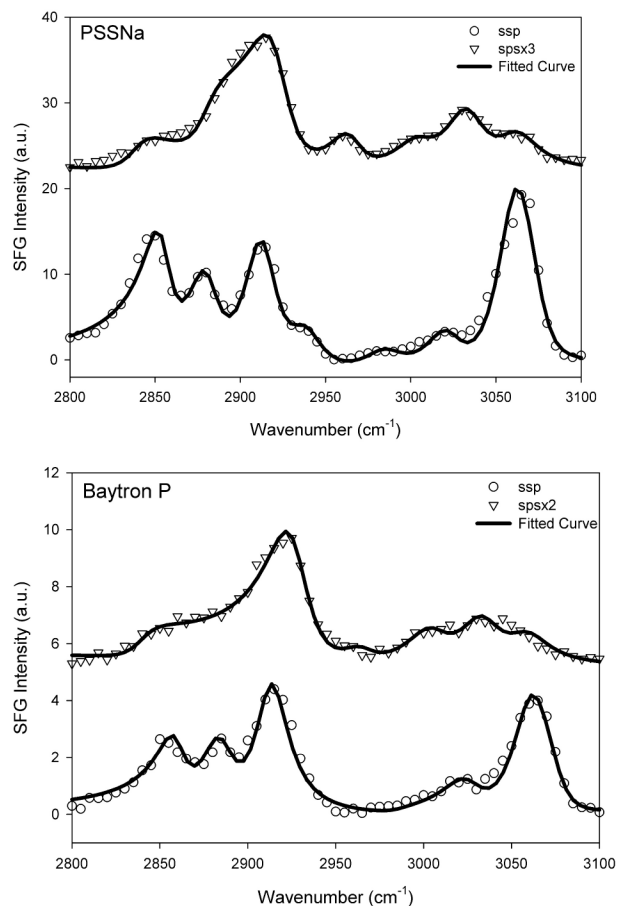 PSSNa
ssp
spsx3
Fitted Curve
SFG Intensity (a.u.)
40
30
20
10
0
2800 2850 2900 2950 3000 3050 3100
Wavenumber (cm⁻¹)
Baytron P
ssp
spsx2
Fitted Curve
SFG Intensity (a.u.)
12
10
8
6
4
2
0
2800 2850 2900 2950 3000 3050 3100
Wavenumber (cm⁻¹)